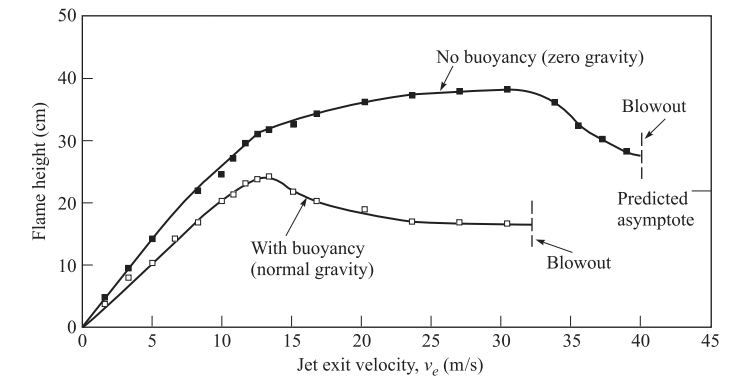 50
40
30
20
10
0
Flame height (cm)
No buoyancy (zero gravity)
Blowout
Predicted
asymptote
With buoyancy
(normal gravity)
Blowout
0 5 10 15 20 25 30 35 40 45
Jet exit velocity, vₑ (m/s)